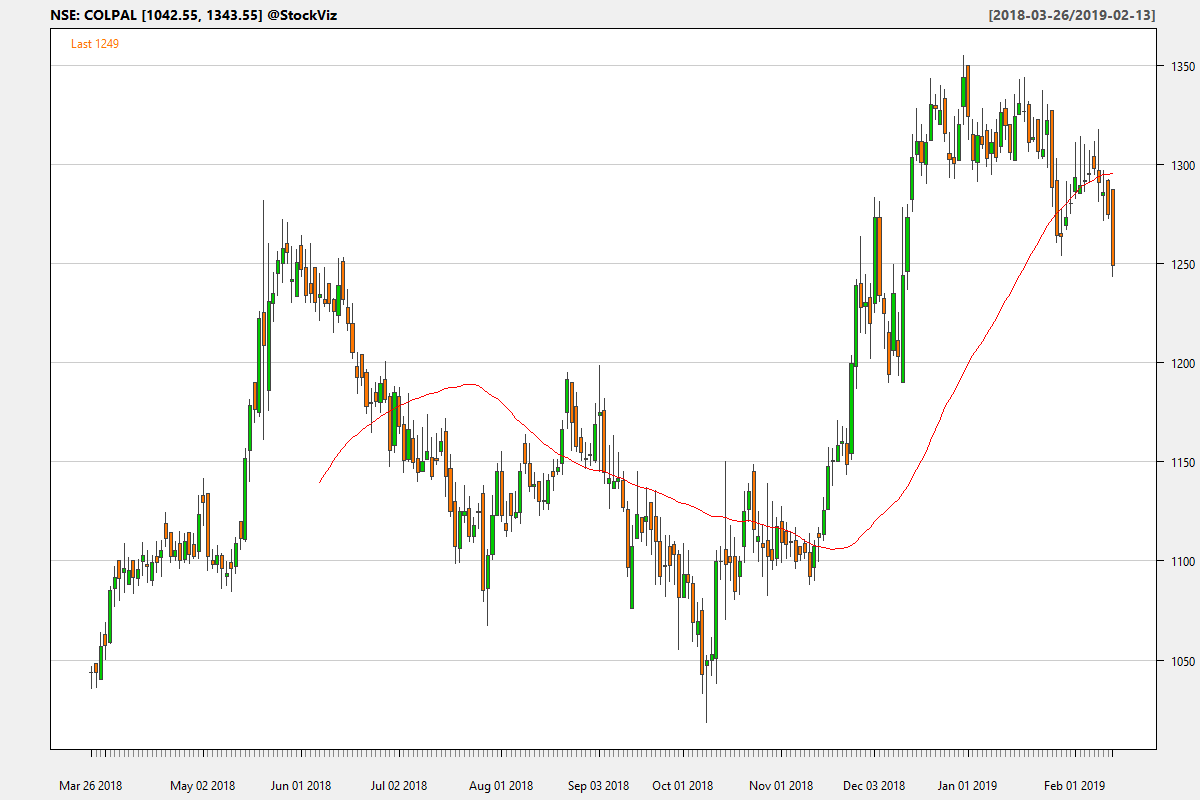 NSE: COLPAL [1042.55, 1343.55] @StockViz [2018-03-26/2019-02-13]
Last 1249
1350
1300
1250
1200
1150
1100
1050
Mar 26 2018 May 02 2018 Jun 01 2018 Jul 02 2018 Aug 01 2018 Sep 03 2018 Oct 01 2018 Nov 01 2018 Dec 03 2018 Jan 01 2019 Feb 01 2019